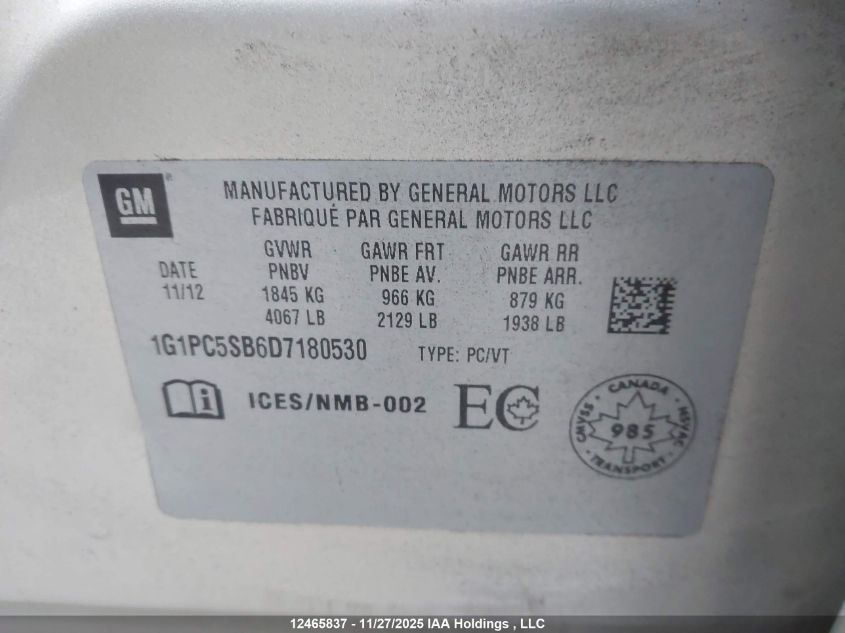 GM
MANUFACTURED BY GENERAL MOTORS LLC
FABRIQUÉ PAR GENERAL MOTORS LLC
GVWR GAWR FRT GAWR RR
DATE PNBV PNBE AV. PNBE ARR.
11/12 1845 KG 966 KG 879 KG
4067 LB 2129 LB 1938 LB
1G1PC5SB6D7180530 TYPE: PC/VT
i ICES/NMB-002 EC
CANADA
CMVSS 985 NSVAC
TRANSPORT
12465837 - 11/27/2025 IAA Holdings , LLC